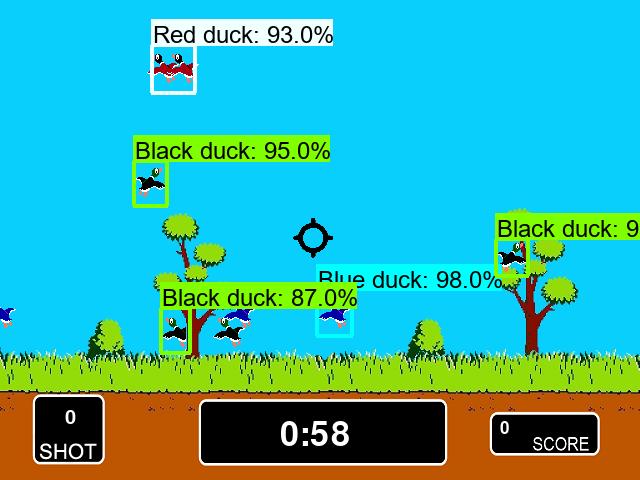 Red duck: 93.0%
Black duck: 95.0%
Black duck: 9
Blue duck: 98.0%
Black duck: 87.0%
0
SHOT
0:58
0
SCORE